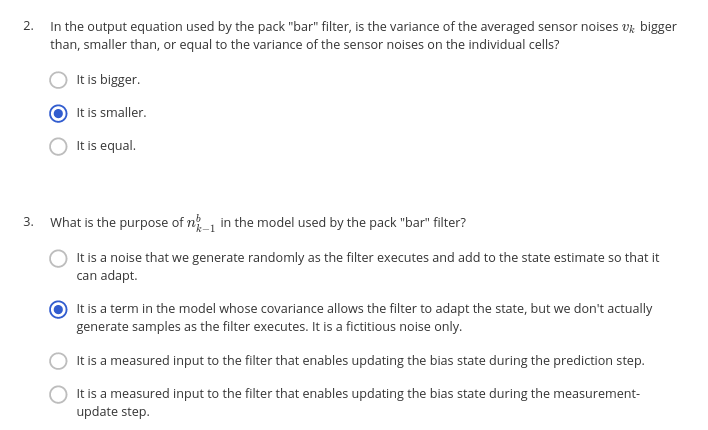 2. In the output equation used by the pack "bar" filter, is the variance of the averaged sensor noises vₖ bigger
than, smaller than, or equal to the variance of the sensor noises on the individual cells?
It is bigger.
It is smaller.
It is equal.
3. What is the purpose of nᵇₖ₋₁ in the model used by the pack "bar" filter?
It is a noise that we generate randomly as the filter executes and add to the state estimate so that it
can adapt.
It is a term in the model whose covariance allows the filter to adapt the state, but we don't actually
generate samples as the filter executes. It is a fictitious noise only.
It is a measured input to the filter that enables updating the bias state during the prediction step.
It is a measured input to the filter that enables updating the bias state during the measurement-
update step.